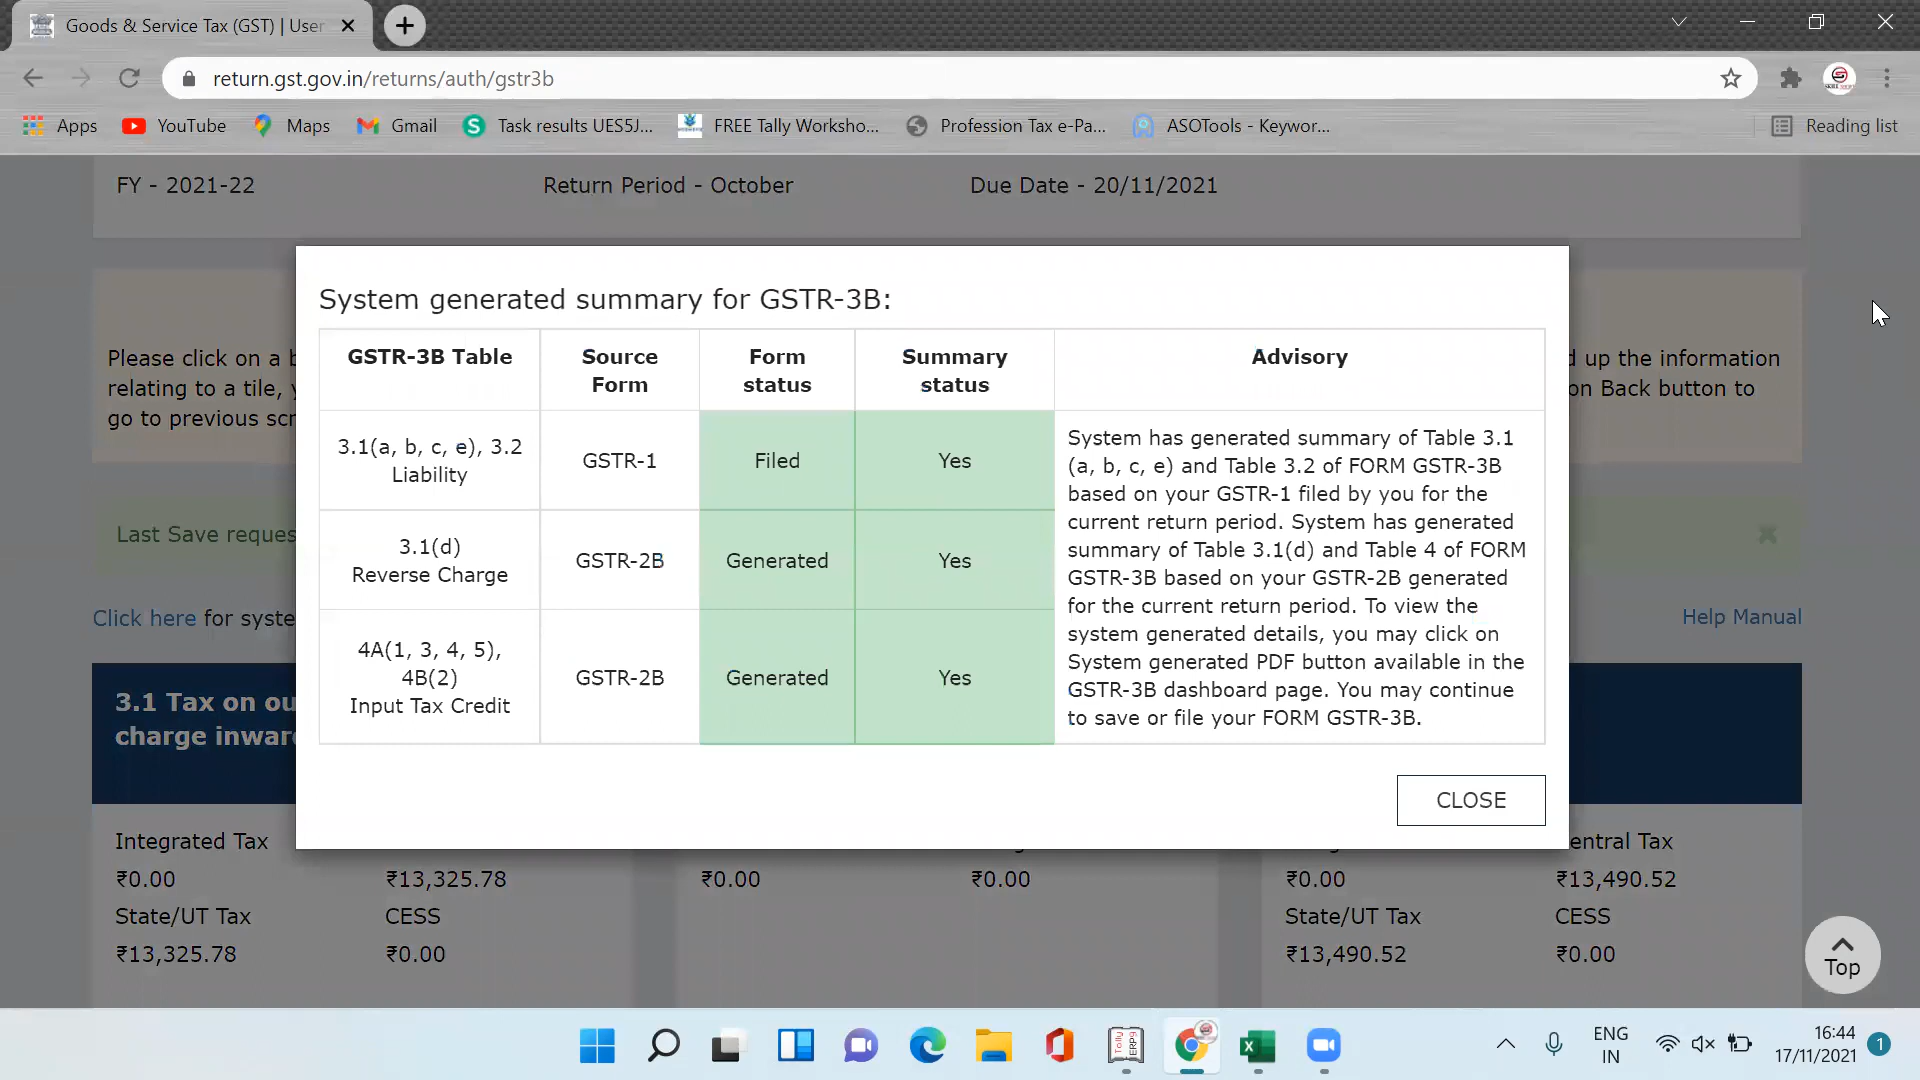 Goods & Service Tax (GST) | User
return.gst.gov.in/returns/auth/gstr3b
Apps YouTube Maps Gmail Task results UES5J... FREE Tally Worksho... Profession Tax e-Pa... ASOTools - Keywor... Reading list
FY - 2021-22 Return Period - October Due Date - 20/11/2021
Please click on a b
d up the information
relating to a tile, y
on Back button to
go to previous scr
Last Save reques
Click here for syste
Help Manual
System generated summary for GSTR-3B:
GSTR-3B Table
Source
Form
Form
status
Summary
status
Advisory
3.1(a, b, c, e), 3.2
Liability
GSTR-1
Filed
Yes
3.1(d)
Reverse Charge
GSTR-2B
Generated
Yes
4A(1, 3, 4, 5),
4B(2)
Input Tax Credit
GSTR-2B
Generated
Yes
System has generated summary of Table 3.1
(a, b, c, e) and Table 3.2 of FORM GSTR-3B
based on your GSTR-1 filed by you for the
current return period. System has generated
summary of Table 3.1(d) and Table 4 of FORM
GSTR-3B based on your GSTR-2B generated
for the current return period. To view the
system generated details, you may click on
System generated PDF button available in the
GSTR-3B dashboard page. You may continue
to save or file your FORM GSTR-3B.
CLOSE
3.1 Tax on ou
charge inward
Integrated Tax
₹0.00 ₹13,325.78
State/UT Tax CESS
₹13,325.78 ₹0.00
₹0.00 ₹0.00
entral Tax
₹0.00 ₹13,490.52
State/UT Tax CESS
₹13,490.52 ₹0.00
Top
Tally ERP9
ENG
IN
16:44
17/11/2021
1